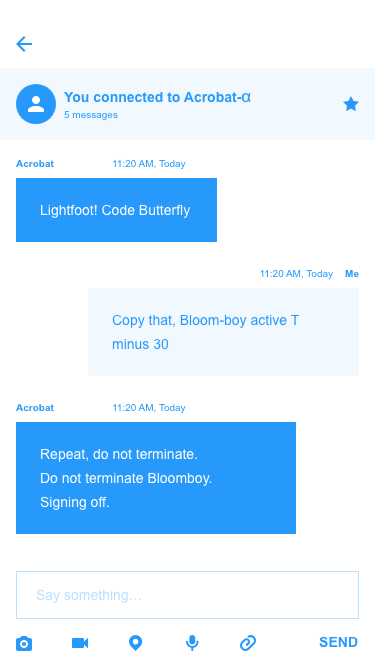 You connected to Acrobat-α
5 messages
Acrobat 11:20 AM, Today
Lightfoot! Code Butterfly
11:20 AM, Today Me
Copy that, Bloom-boy active T
minus 30
Acrobat 11:20 AM, Today
Repeat, do not terminate.
Do not terminate Bloomboy.
Signing off.
Say something...
SEND